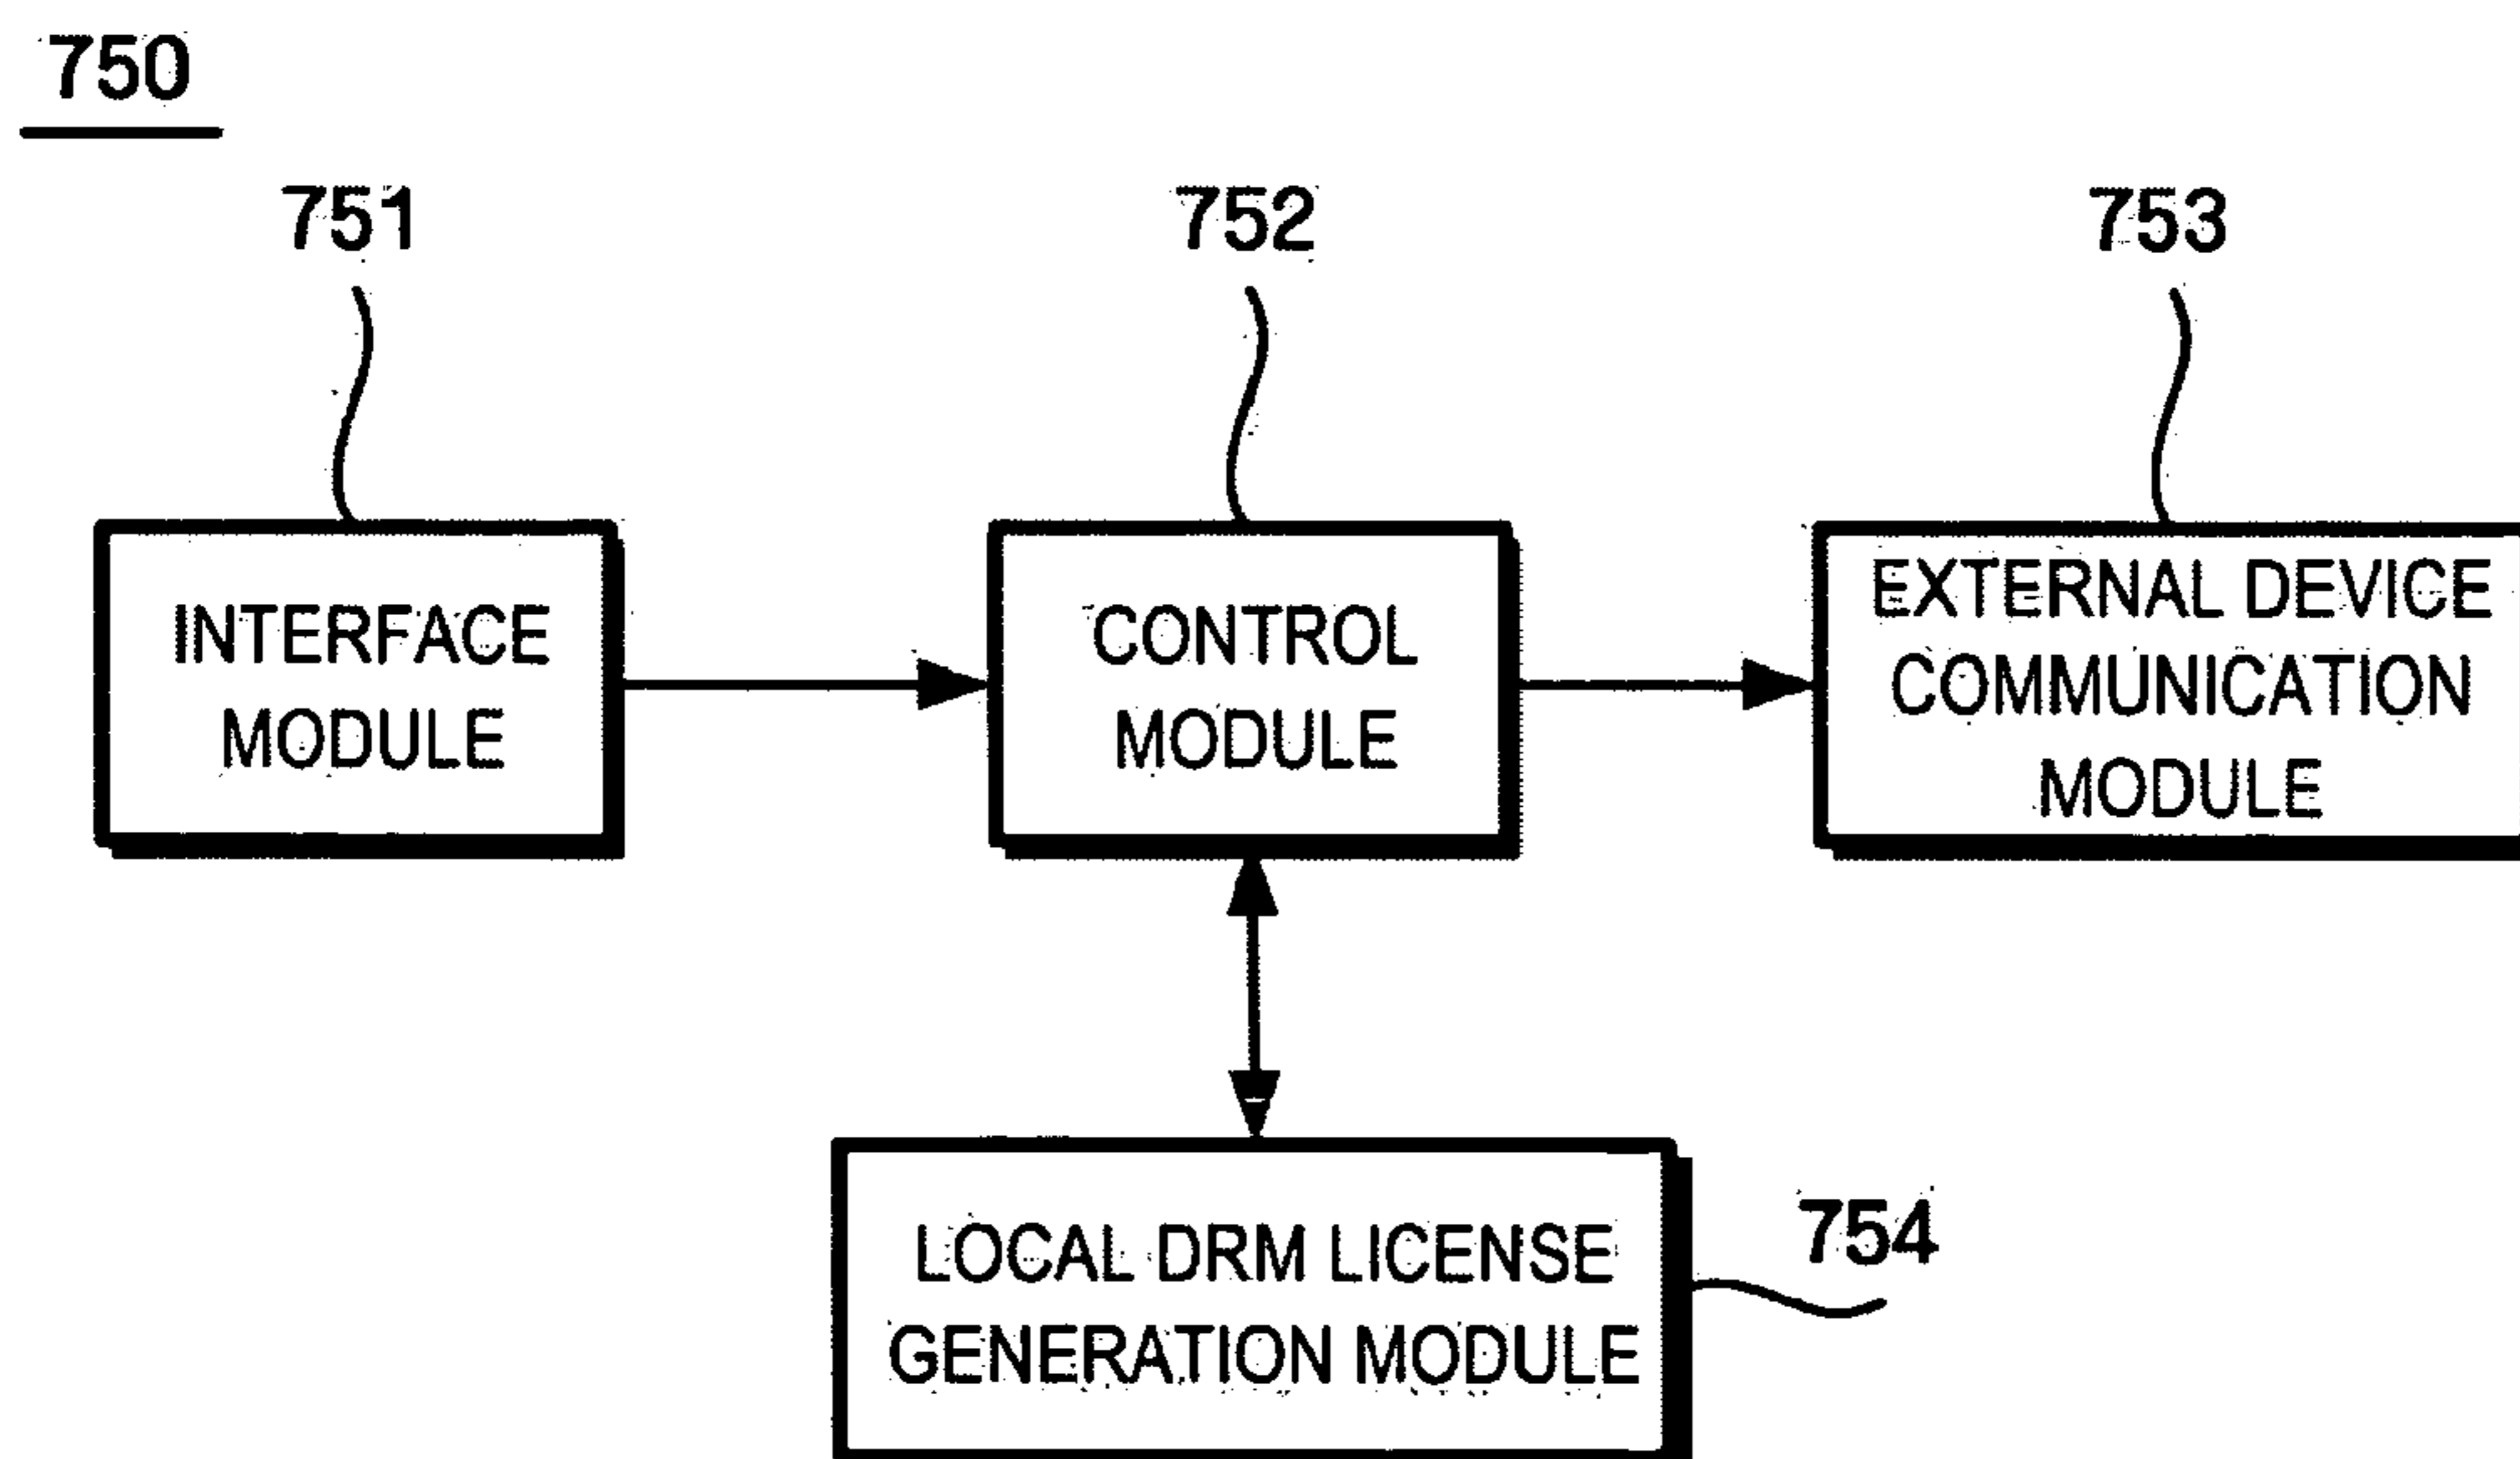 750
751
752
753
INTERFACE
MODULE
CONTROL
MODULE
EXTERNAL DEVICE
COMMUNICATION
MODULE
LOCAL DRM LICENSE
GENERATION MODULE
754